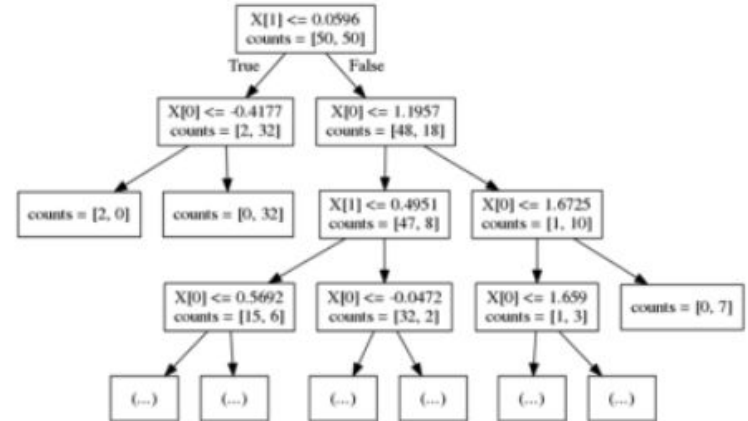 X[1] <= 0.0596
counts = [50, 50]
True
False
X[0] <= -0.4177
counts = [2, 32]
X[0] <= 1.1957
counts = [48, 18]
counts = [2, 0]
counts = [0, 32]
X[1] <= 0.4951
counts = [47, 8]
X[0] <= 1.6725
counts = [1, 10]
X[0] <= 0.5692
counts = [15, 6]
X[0] <= -0.0472
counts = [32, 2]
X[0] <= 1.659
counts = [1, 3]
counts = [0, 7]
(...)
(...)
(...)
(...)
(...)
(...)